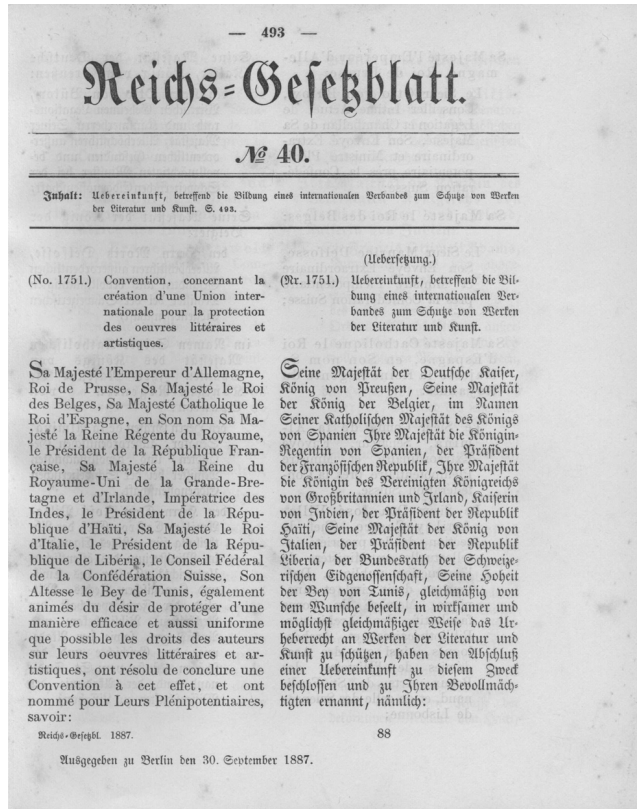 — 493 —
Reichs-Gesetzblatt.
№ 40.
Inhalt: Uebereinkunft, betreffend die Bildung eines internationalen Verbandes zum Schutze von Werken
der Literatur und Kunst. S. 493.
(No. 1751.) Convention, concernant la
création d'une Union inter-
nationale pour la protection
des oeuvres littéraires et
artistiques.
Sa Majesté l'Empereur d'Allemagne,
Roi de Prusse, Sa Majesté le Roi
des Belges, Sa Majesté Catholique le
Roi d'Espagne, en Son nom Sa Ma-
jesté la Reine Régente du Royaume,
le Président de la République Fran-
çaise, Sa Majesté la Reine du
Royaume-Uni de la Grande-Bre-
tagne et d'Irlande, Impératrice des
Indes, le Président de la Répu-
blique d'Haïti, Sa Majesté le Roi
d'Italie, le Président de la Répu-
blique de Libéria, le Conseil Fédéral
de la Confédération Suisse, Son
Altesse le Bey de Tunis, également
animés du désir de protéger d'une
manière efficace et aussi uniforme
que possible les droits des auteurs
sur leurs oeuvres littéraires et ar-
tistiques, ont résolu de conclure une
Convention à cet effet, et ont
nommé pour Leurs Plénipotentiaires,
savoir:
(Uebersetzung.)
(Nr. 1751.) Uebereinkunft, betreffend die Bil-
dung eines internationalen Ver-
bandes zum Schutze von Werken
der Literatur und Kunst.
Seine Majestät der Deutsche Kaiser,
König von Preußen, Seine Majestät
der König der Belgier, im Namen
Seiner Katholischen Majestät des Königs
von Spanien Ihre Majestät die Königin-
Regentin von Spanien, der Präsident
der Französischen Republik, Ihre Majestät
die Königin des Vereinigten Königreichs
von Großbritannien und Irland, Kaiserin
von Indien, der Präsident der Republik
Haïti, Seine Majestät der König von
Italien, der Präsident der Republik
Liberia, der Bundesrath der Schweize-
rischen Eidgenossenschaft, Seine Hoheit
der Bey von Tunis, gleichmäßig von
dem Wunsche beseelt, in wirksamer und
möglichst gleichmäßiger Weise das Ur-
heberrecht an Werken der Literatur und
Kunst zu schützen, haben den Abschluß
einer Uebereinkunft zu diesem Zweck
beschlossen und zu Ihren Bevollmäch-
tigten ernannt, nämlich:
Reichs-Gesetzbl. 1887.
88
Ausgegeben zu Berlin den 30. September 1887.